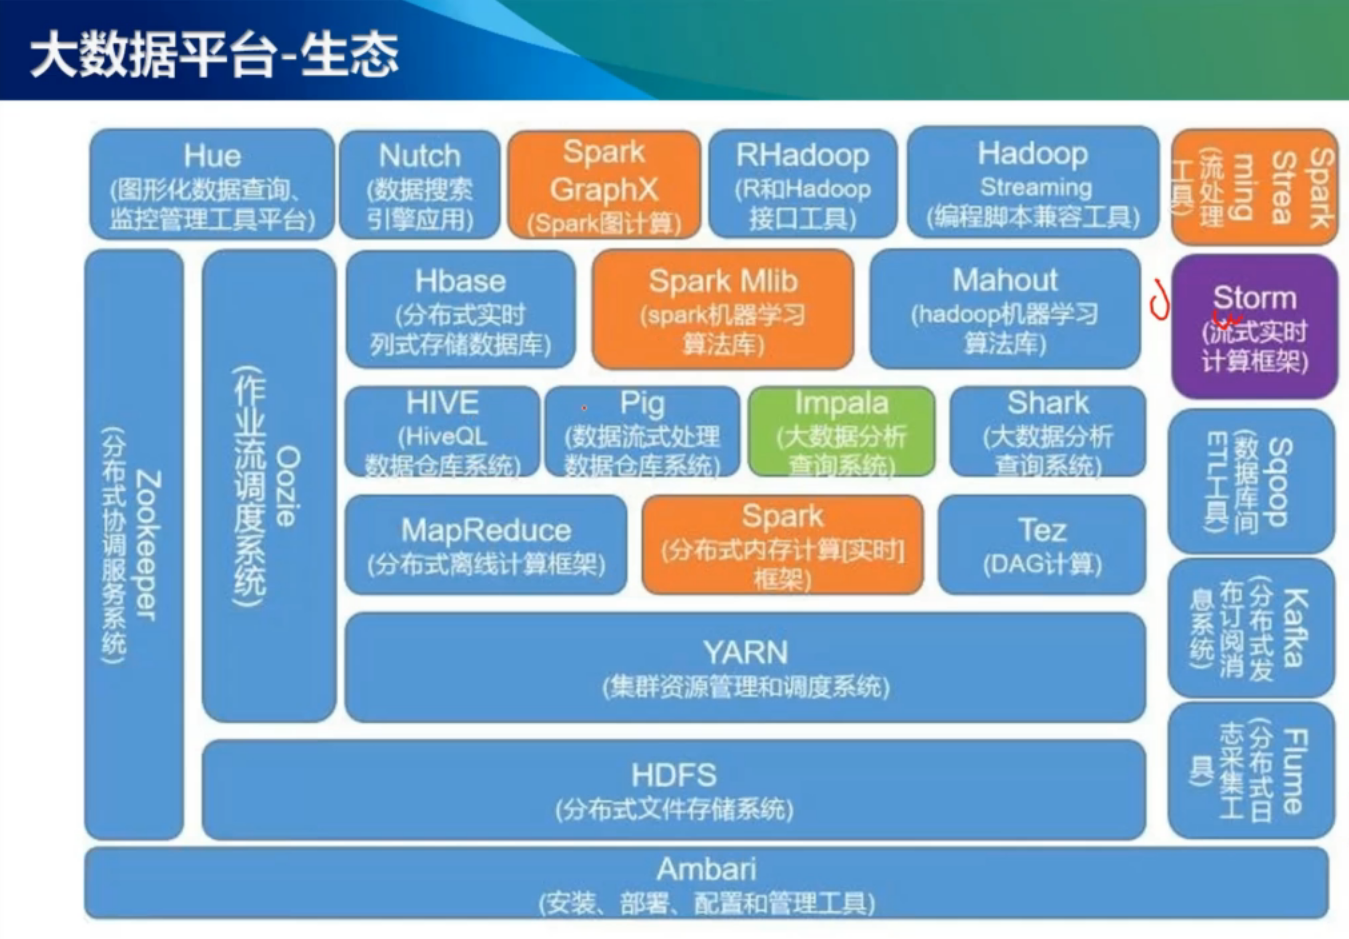 大数据平台-生态
Hue
(图形化数据查询、
监控管理工具平台)
Nutch
(数据搜索
引擎应用)
Spark
GraphX
(Spark图计算)
RHadoop
(R和Hadoop
接口工具)
Hadoop
Streaming
(编程脚本兼容工具)
Spark
Strea
ming
(流处理
工具)
Zookeeper
(分布式协调服务系统)
Oozie
(作业流调度系统)
Hbase
(分布式实时
列式存储数据库)
Spark Mlib
(spark机器学习
算法库)
Mahout
(hadoop机器学习
算法库)
Storm
(流式实时
计算框架)
HIVE
(HiveQL
数据仓库系统)
Pig
(数据流式处理
数据仓库系统)
Impala
(大数据分析
查询系统)
Shark
(大数据分析
查询系统)
Sqoop
(数据库间
ETL工具)
MapReduce
(分布式离线计算框架)
Spark
(分布式内存计算[实时]
框架)
Tez
(DAG计算)
Kafka
(分布式发
布订阅消
息系统)
YARN
(集群资源管理和调度系统)
Flume
(分布式日
志采集工
具)
HDFS
(分布式文件存储系统)
Ambari
(安装、部署、配置和管理工具)